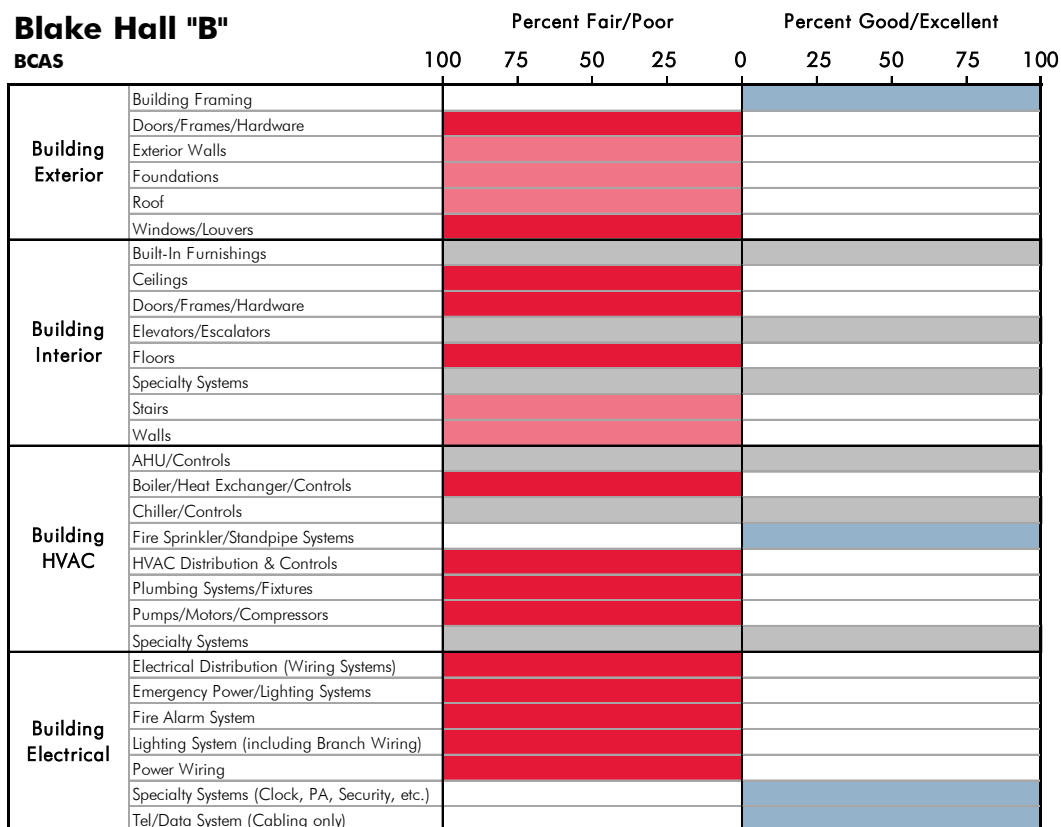 Blake Hall "B"
Percent Fair/Poor Percent Good/Excellent
BCAS 100 75 50 25 0 25 50 75 100
Building Exterior
Building Framing
Doors/Frames/Hardware
Exterior Walls
Foundations
Roof
Windows/Louvers
Building Interior
Built-In Furnishings
Ceilings
Doors/Frames/Hardware
Elevators/Escalators
Floors
Specialty Systems
Stairs
Walls
Building HVAC
AHU/Controls
Boiler/Heat Exchanger/Controls
Chiller/Controls
Fire Sprinkler/Standpipe Systems
HVAC Distribution & Controls
Plumbing Systems/Fixtures
Pumps/Motors/Compressors
Specialty Systems
Building Electrical
Electrical Distribution (Wiring Systems)
Emergency Power/Lighting Systems
Fire Alarm System
Lighting System (including Branch Wiring)
Power Wiring
Specialty Systems (Clock, PA, Security, etc.)
Tel/Data System (Cabling only)